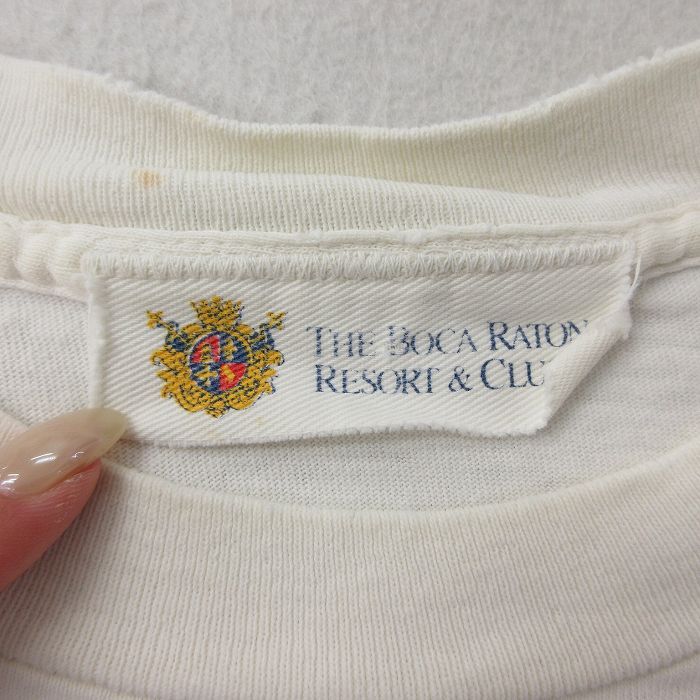 THE BOCA RATON
RESORT & CLU